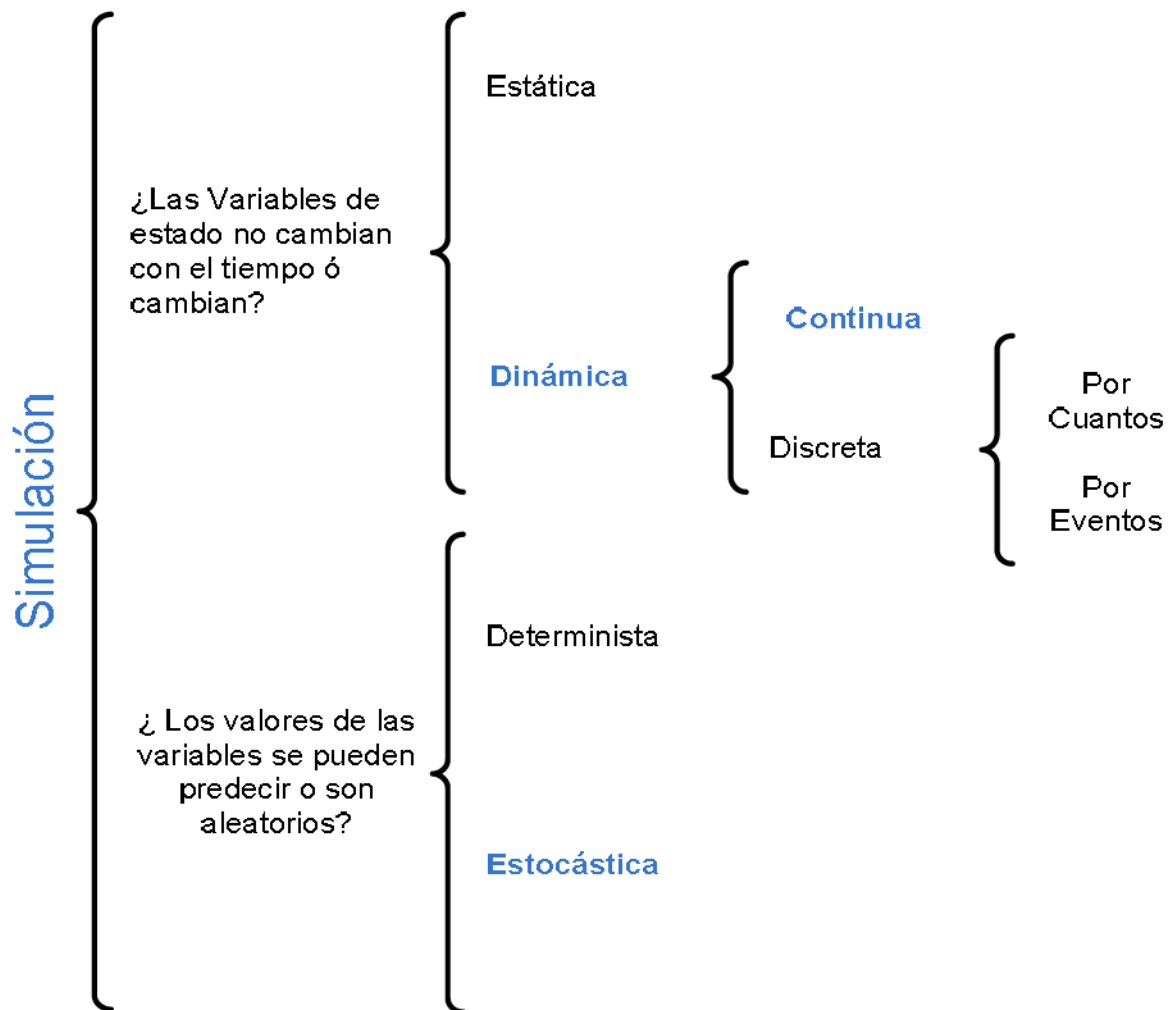 Simulación
¿Las Variables de
estado no cambian
con el tiempo ó
cambian?
Estática
Dinámica
Continua
Discreta
Por
Cuantos
Por
Eventos
¿ Los valores de las
variables se pueden
predecir o son
aleatorios?
Determinista
Estocástica